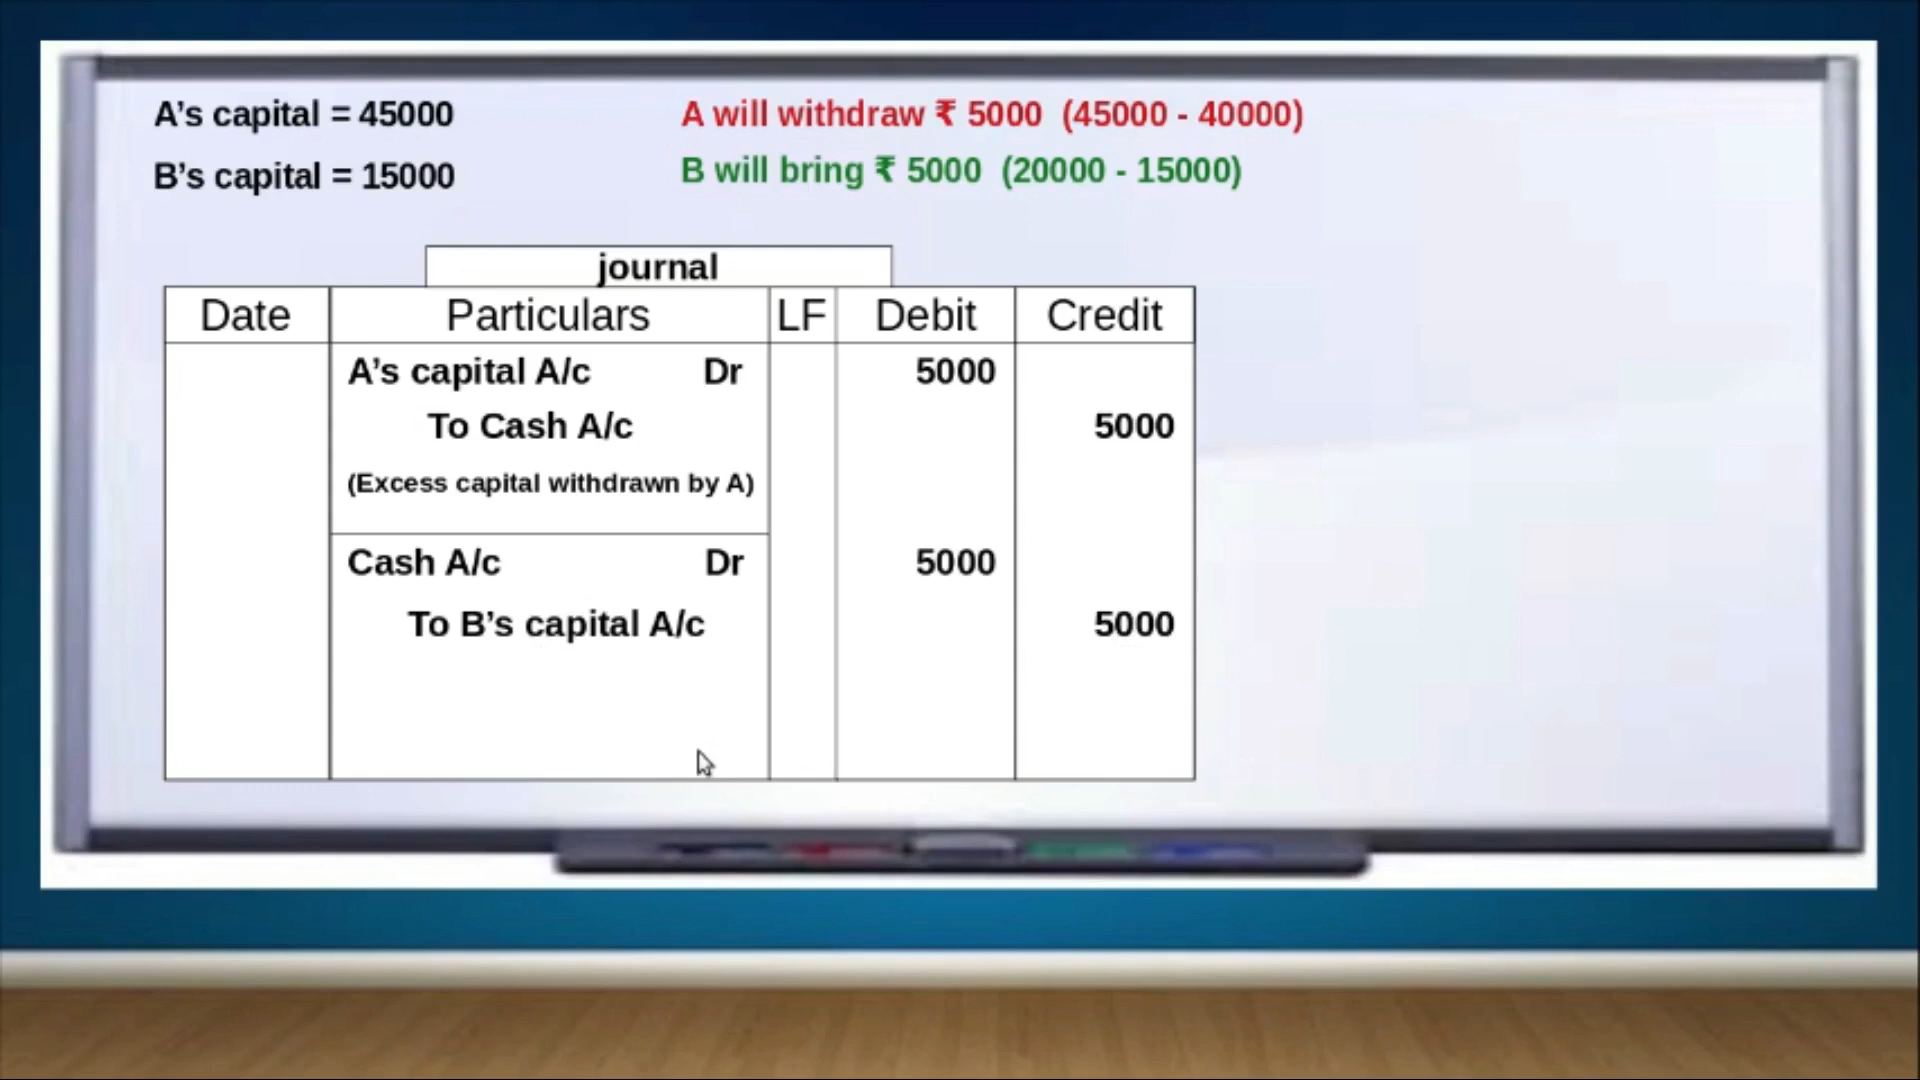 A’s capital = 45000
A will withdraw ₹ 5000 (45000 - 40000)
B’s capital = 15000
B will bring ₹ 5000 (20000 - 15000)
journal
Date Particulars LF Debit Credit
A’s capital A/c Dr 5000
To Cash A/c 5000
(Excess capital withdrawn by A)
Cash A/c Dr 5000
To B’s capital A/c 5000